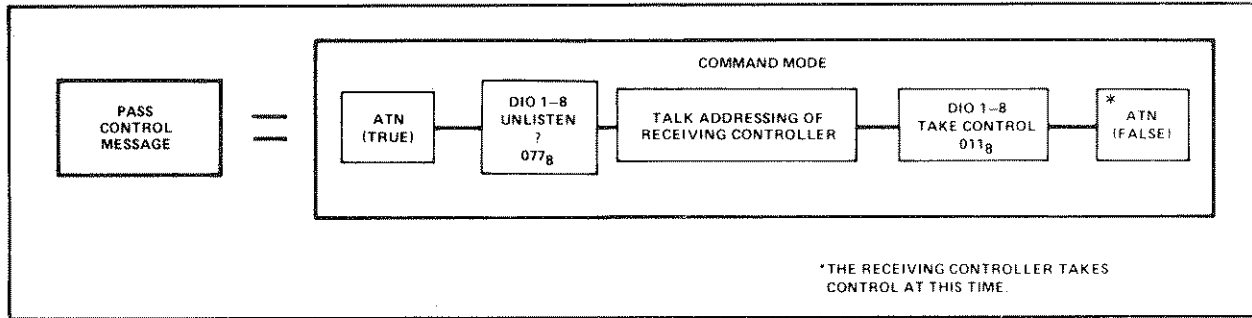 COMMAND MODE
PASS
CONTROL
MESSAGE
=
ATN
(TRUE)
DIO 1–8
UNLISTEN
?
077₈
TALK ADDRESSING OF
RECEIVING CONTROLLER
DIO 1–8
TAKE CONTROL
011₈
*
ATN
(FALSE)
*THE RECEIVING CONTROLLER TAKES
CONTROL AT THIS TIME.